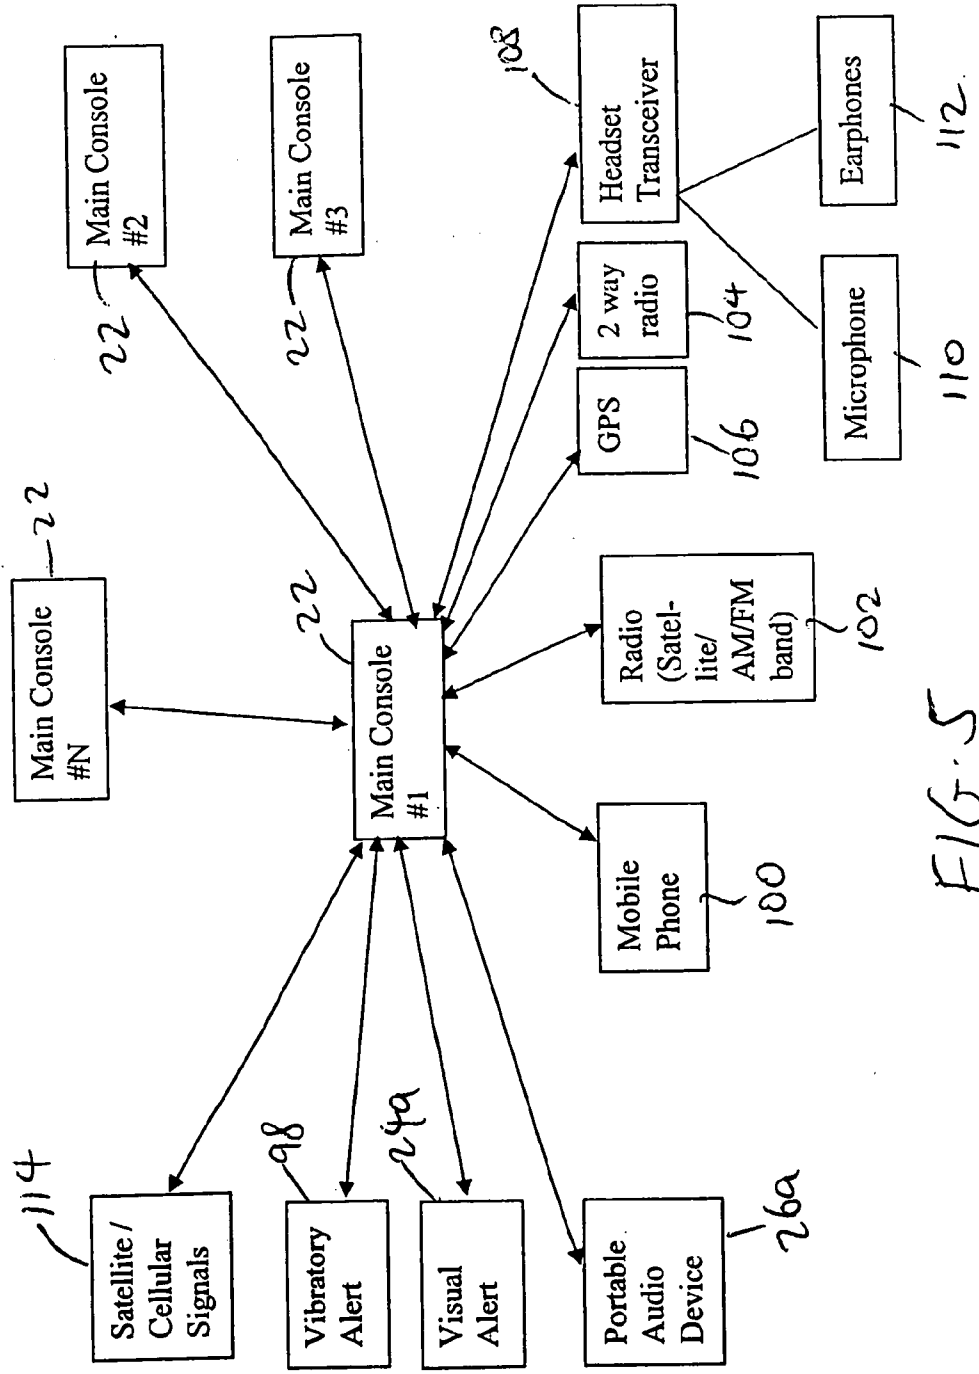 114
Satellite /
Cellular
Signals
98
Vibratory
Alert
24a
Visual
Alert
Portable
Audio
Device
26a
Main Console
#N
22
Main Console
#2
22
Main Console
#3
22
Main Console
#1
22
Mobile
Phone
100
Radio
(Satel-
lite/
AM/FM
band)
102
GPS
106
2 way
radio
104
Headset
Transceiver
108
Microphone
110
Earphones
112
FIG. 5